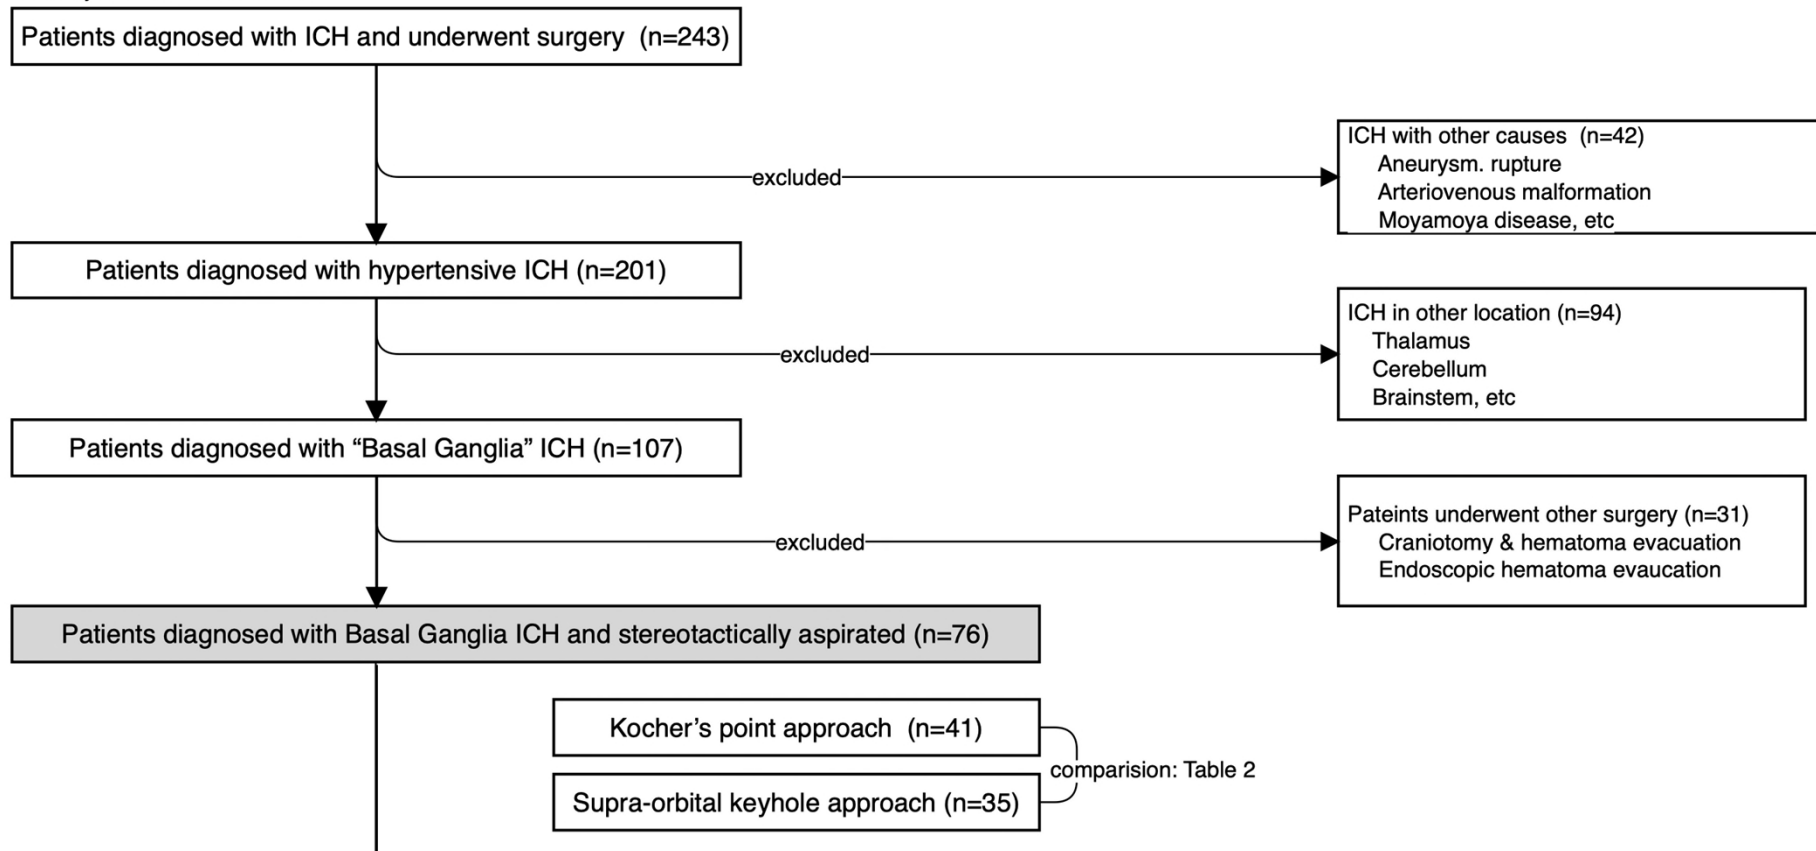 Patients diagnosed with ICH and underwent surgery (n=243)
excluded
ICH with other causes (n=42)
Aneurysm. rupture
Arteriovenous malformation
Moyamoya disease, etc
Patients diagnosed with hypertensive ICH (n=201)
excluded
ICH in other location (n=94)
Thalamus
Cerebellum
Brainstem, etc
Patients diagnosed with “Basal Ganglia” ICH (n=107)
excluded
Pateints underwent other surgery (n=31)
Craniotomy & hematoma evacuation
Endoscopic hematoma evaucation
Patients diagnosed with Basal Ganglia ICH and stereotactically aspirated (n=76)
Kocher’s point approach (n=41)
comparision: Table 2
Supra-orbital keyhole approach (n=35)